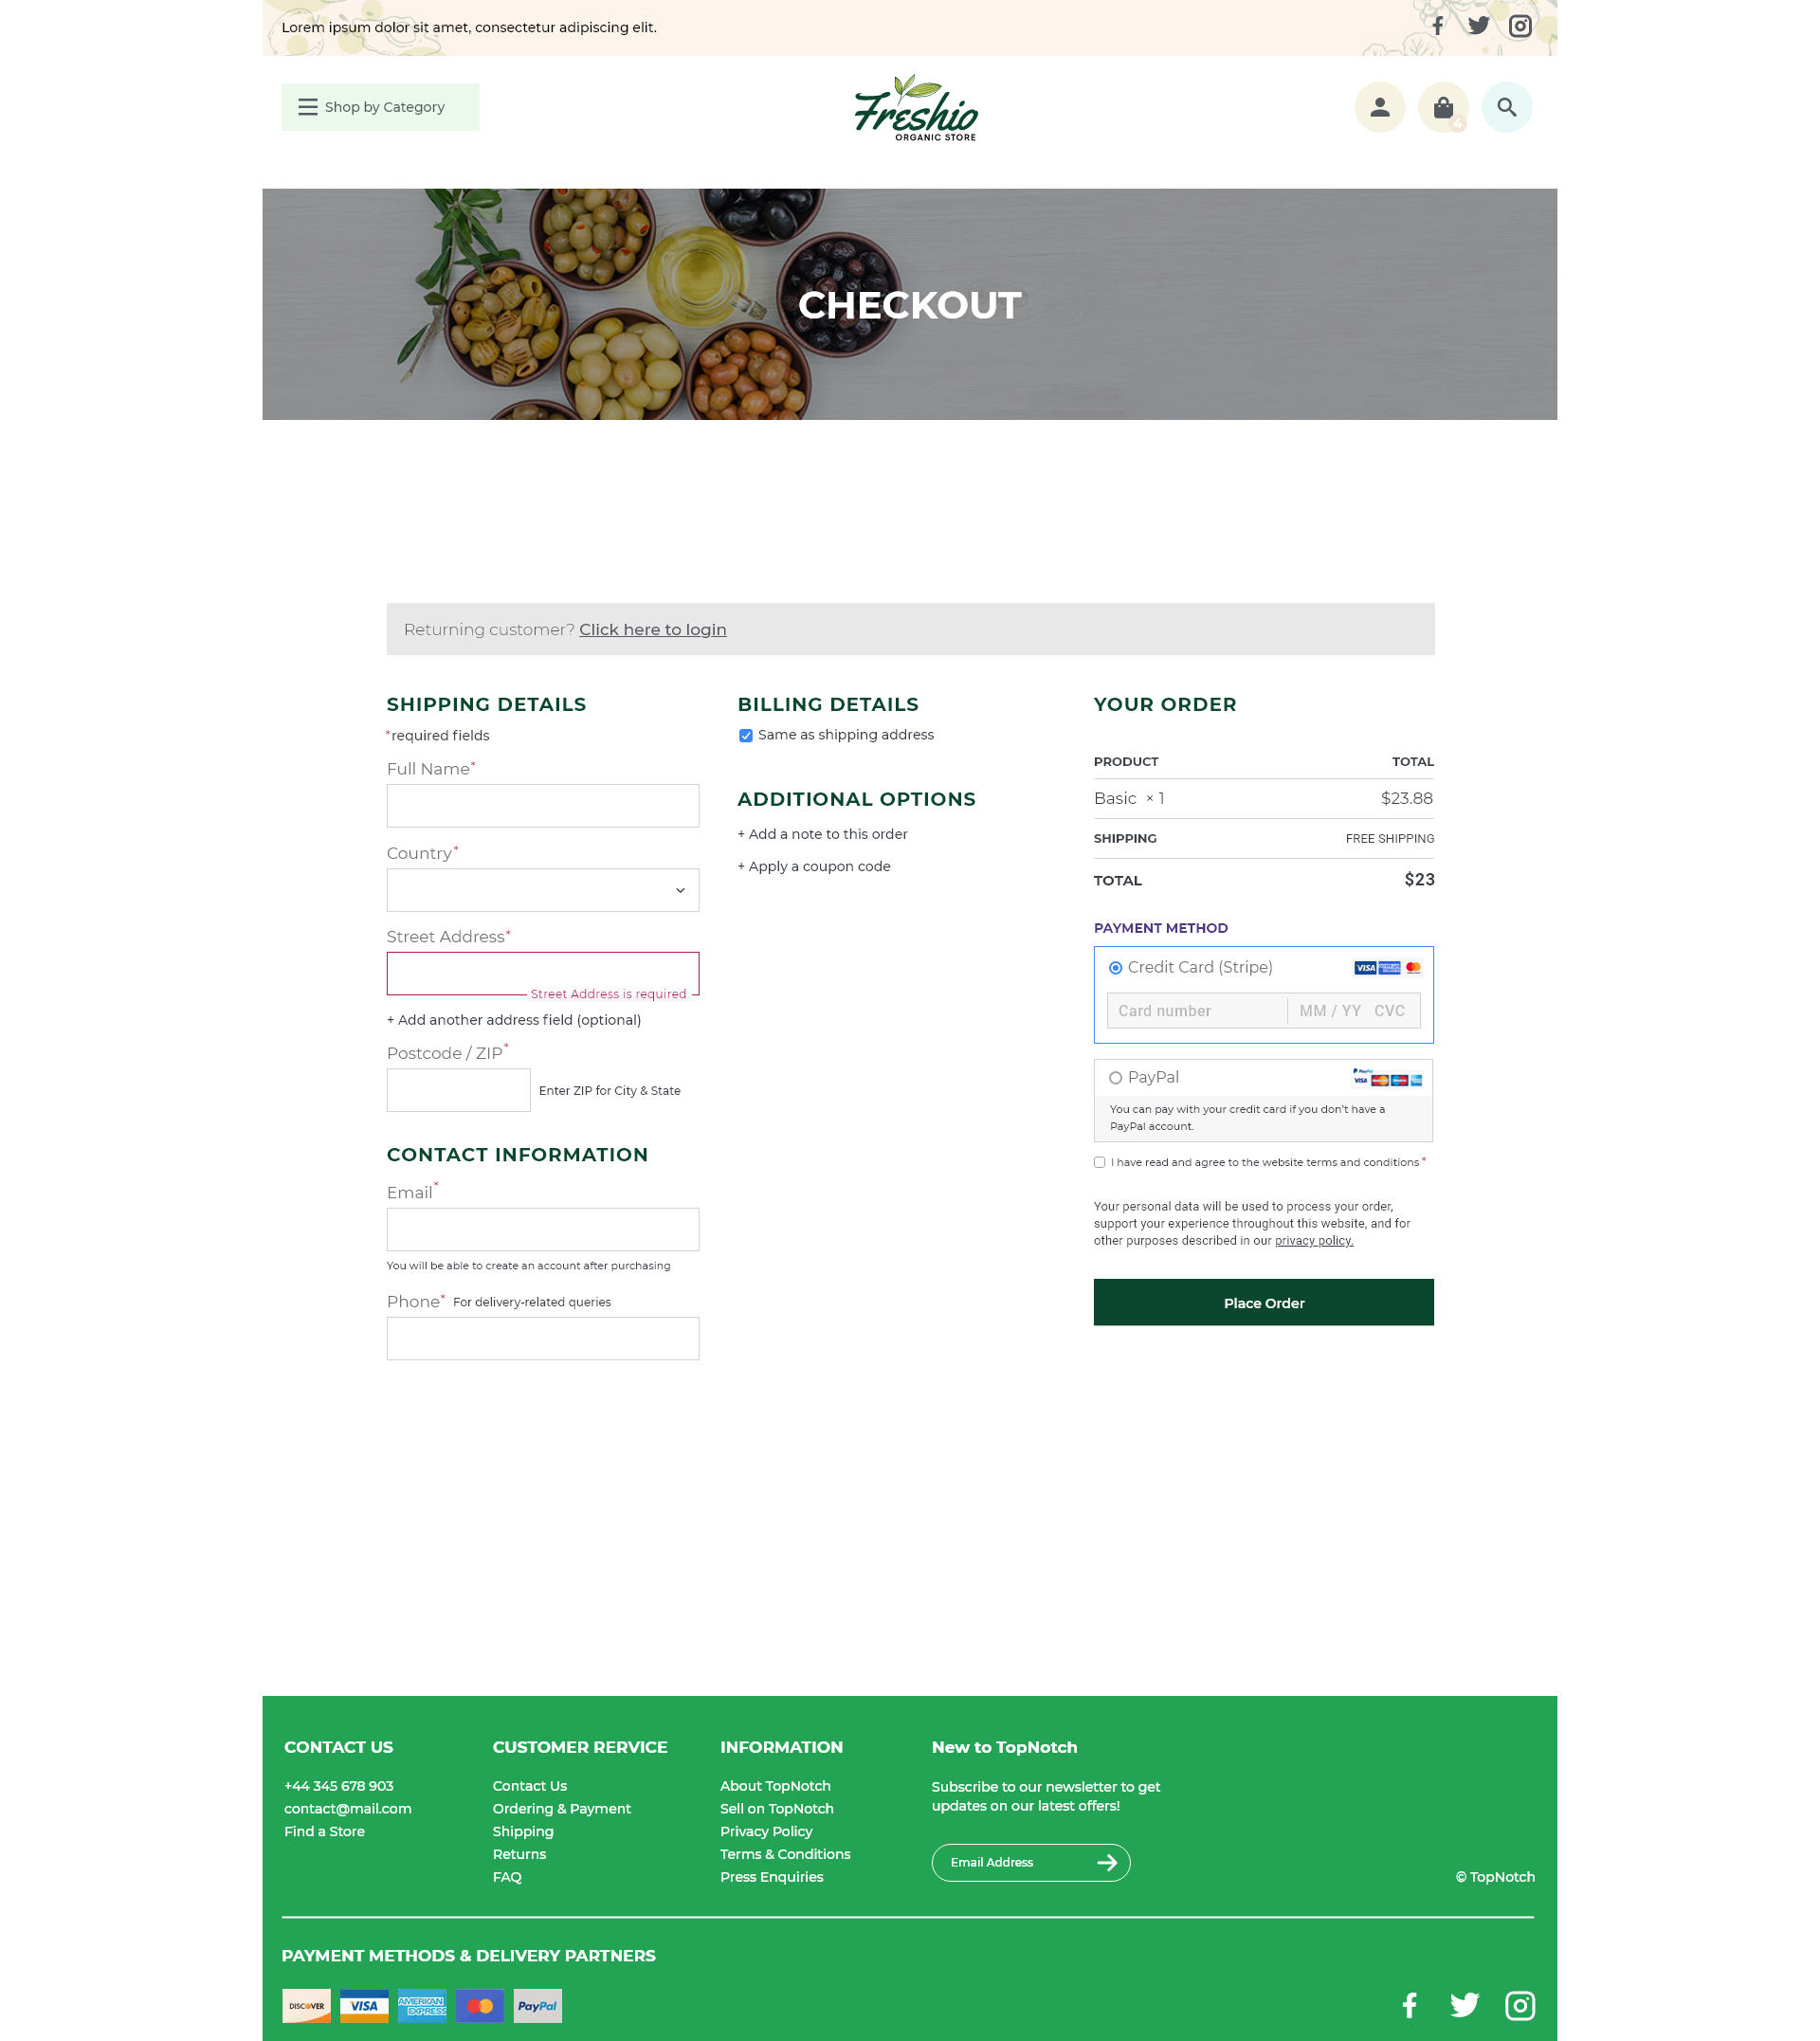 Lorem ipsum dolor sit amet, consectetur adipiscing elit.
Shop by Category
Freshio
ORGANIC STORE
4
CHECKOUT
Returning customer? Click here to login
SHIPPING DETAILS
*required fields
Full Name*
Country*
Street Address*
Street Address is required
+ Add another address field (optional)
Postcode / ZIP*
Enter ZIP for City & State
CONTACT INFORMATION
Email*
You will be able to create an account after purchasing
Phone* For delivery-related queries
BILLING DETAILS
Same as shipping address
ADDITIONAL OPTIONS
+ Add a note to this order
+ Apply a coupon code
YOUR ORDER
PRODUCT TOTAL
Basic × 1 $23.88
SHIPPING FREE SHIPPING
TOTAL $23
PAYMENT METHOD
Credit Card (Stripe) VISA
Card number MM / YY CVC
PayPal PayPal
VISA
You can pay with your credit card if you don't have a
PayPal account.
I have read and agree to the website terms and conditions *
Your personal data will be used to process your order,
support your experience throughout this website, and for
other purposes described in our privacy policy.
Place Order
CONTACT US
+44 345 678 903
contact@mail.com
Find a Store
CUSTOMER RERVICE
Contact Us
Ordering & Payment
Shipping
Returns
FAQ
INFORMATION
About TopNotch
Sell on TopNotch
Privacy Policy
Terms & Conditions
Press Enquiries
New to TopNotch
Subscribe to our newsletter to get
updates on our latest offers!
Email Address
© TopNotch
PAYMENT METHODS & DELIVERY PARTNERS
DISCOVER
VISA
AMERICAN
EXPRESS
PayPal